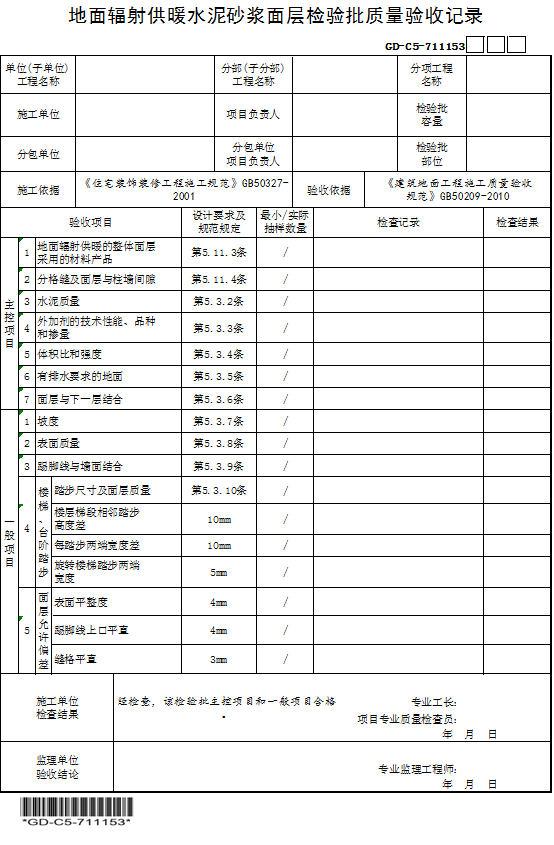 地面辐射供暖水泥砂浆面层检验批质量验收记录
GD-C5-711153
单位(子单位)
工程名称
分部(子分部)
工程名称
分项工程
名称
施工单位
项目负责人
检验批
容量
分包单位
分包单位
项目负责人
检验批
部位
施工依据
《住宅装饰装修工程施工规范》GB50327-
2001
验收依据
《建筑地面工程施工质量验收
规范》GB50209-2010
验收项目
设计要求及
规范规定
最小/实际
抽样数量
检查记录
检查结果
主控项目
1 地面辐射供暖的整体面层
采用的材料产品
第5.11.3条 /
2 分格缝及面层与柱墙间隙 第5.11.4条 /
3 水泥质量 第5.3.2条 /
4 外加剂的技术性能、品种
和掺量
第5.3.3条 /
5 体积比和强度 第5.3.4条 /
6 有排水要求的地面 第5.3.5条 /
7 面层与下一层结合 第5.3.6条 /
一般项目
1 坡度 第5.3.7条 /
2 表面质量 第5.3.8条 /
3 踢脚线与墙面结合 第5.3.9条 /
4 楼梯、台阶踏步
踏步尺寸及面层质量 第5.3.10条 /
楼层梯段相邻踏步
高度差
10mm /
每踏步两端宽度差 10mm /
旋转楼梯踏步两端
宽度
5mm /
5 面层允许偏差
表面平整度 4mm /
踢脚线上口平直 4mm /
缝格平直 3mm /
施工单位
检查结果
经检查，该检验批主控项目和一般项目合格
。
专业工长：
项目专业质量检查员：
年 月 日
监理单位
验收结论
专业监理工程师：
年 月 日
*GD-C5-711153*